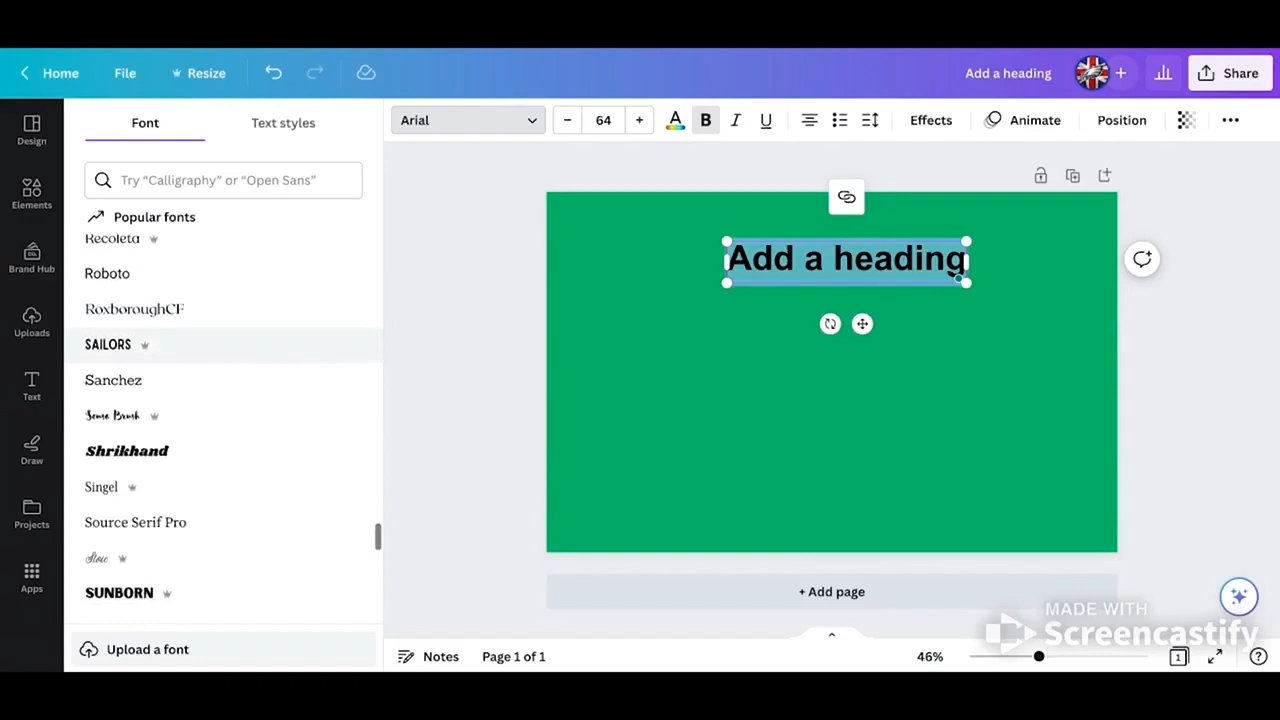 Home File Resize Add a heading Share
Design
Elements
Brand Hub
Uploads
Text
Draw
Projects
Apps
Font Text styles
Try “Calligraphy” or “Open Sans”
Popular fonts
Recoleta
Roboto
RoxboroughCF
SAILORS
Sanchez
Shrikhand
Singel
Source Serif Pro
SUNBORN
Upload a font
Arial 64 A B I U Effects Animate Position
Add a heading
+ Add page
MADE WITH
Screencastify
Notes Page 1 of 1 46% 1